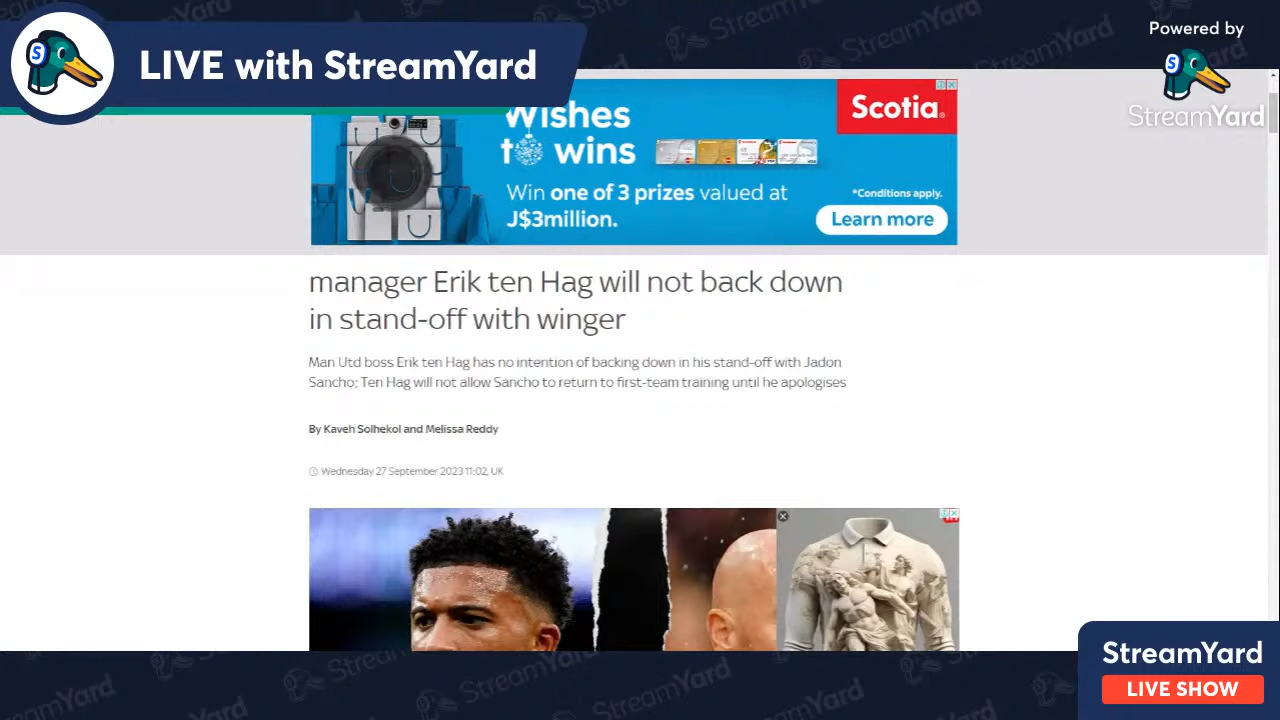 LIVE with StreamYard
Powered by
StreamYard
Wishes
to wins
Scotia
Win one of 3 prizes valued at
J$3million.
*Conditions apply.
Learn more
manager Erik ten Hag will not back down
in stand-off with winger
Man Utd boss Erik ten Hag has no intention of backing down in his stand-off with Jadon
Sancho; Ten Hag will not allow Sancho to return to first-team training until he apologises
By Kaveh Solhekol and Melissa Reddy
Wednesday 27 September 2023 11:02, UK
StreamYard
LIVE SHOW